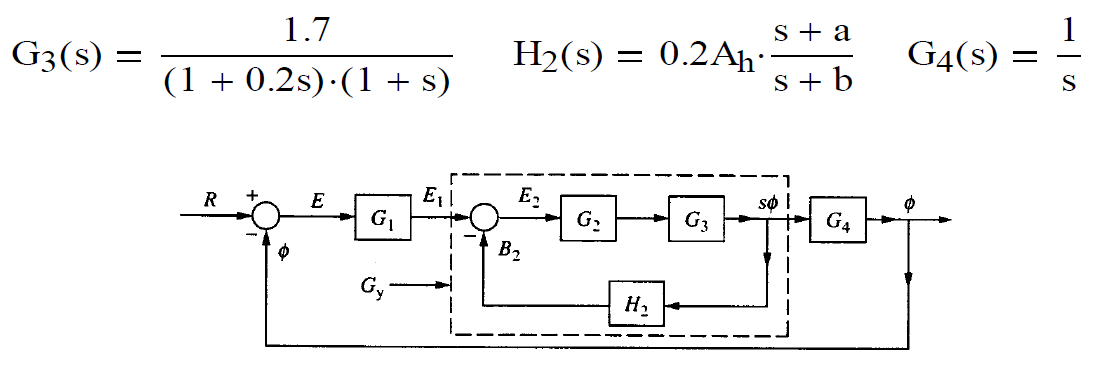 G3(s) = 1.7 / (1 + 0.2s)·(1 + s) H2(s) = 0.2Ah· s + a / s + b G4(s) = 1 / s
R + − E G1 E1 − E2 G2 G3 sϕ G4 ϕ
ϕ B2
Gy H2